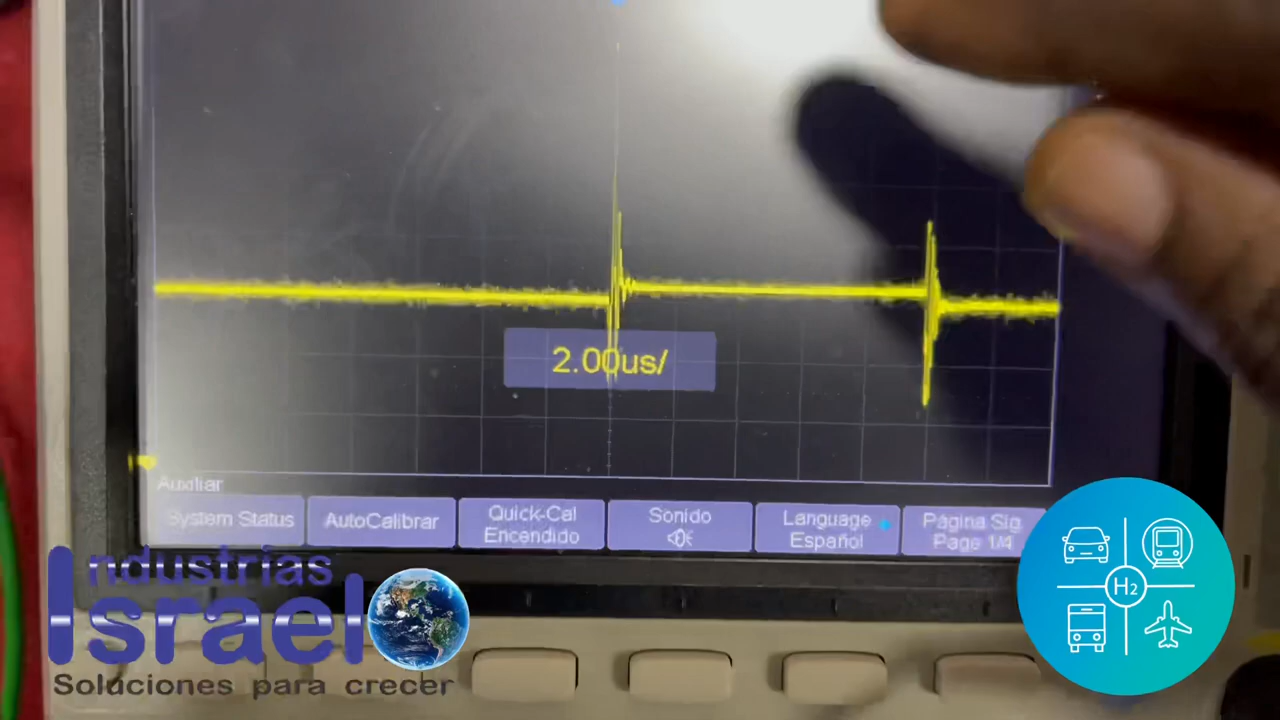 2.00us/
Auxiliar
System Status
AutoCalibrar
Quick-Cal
Encendido
Sonido
Language
Español
Página Sig
Page 1/4
Industrias
Israel
Soluciones para crecer
H2